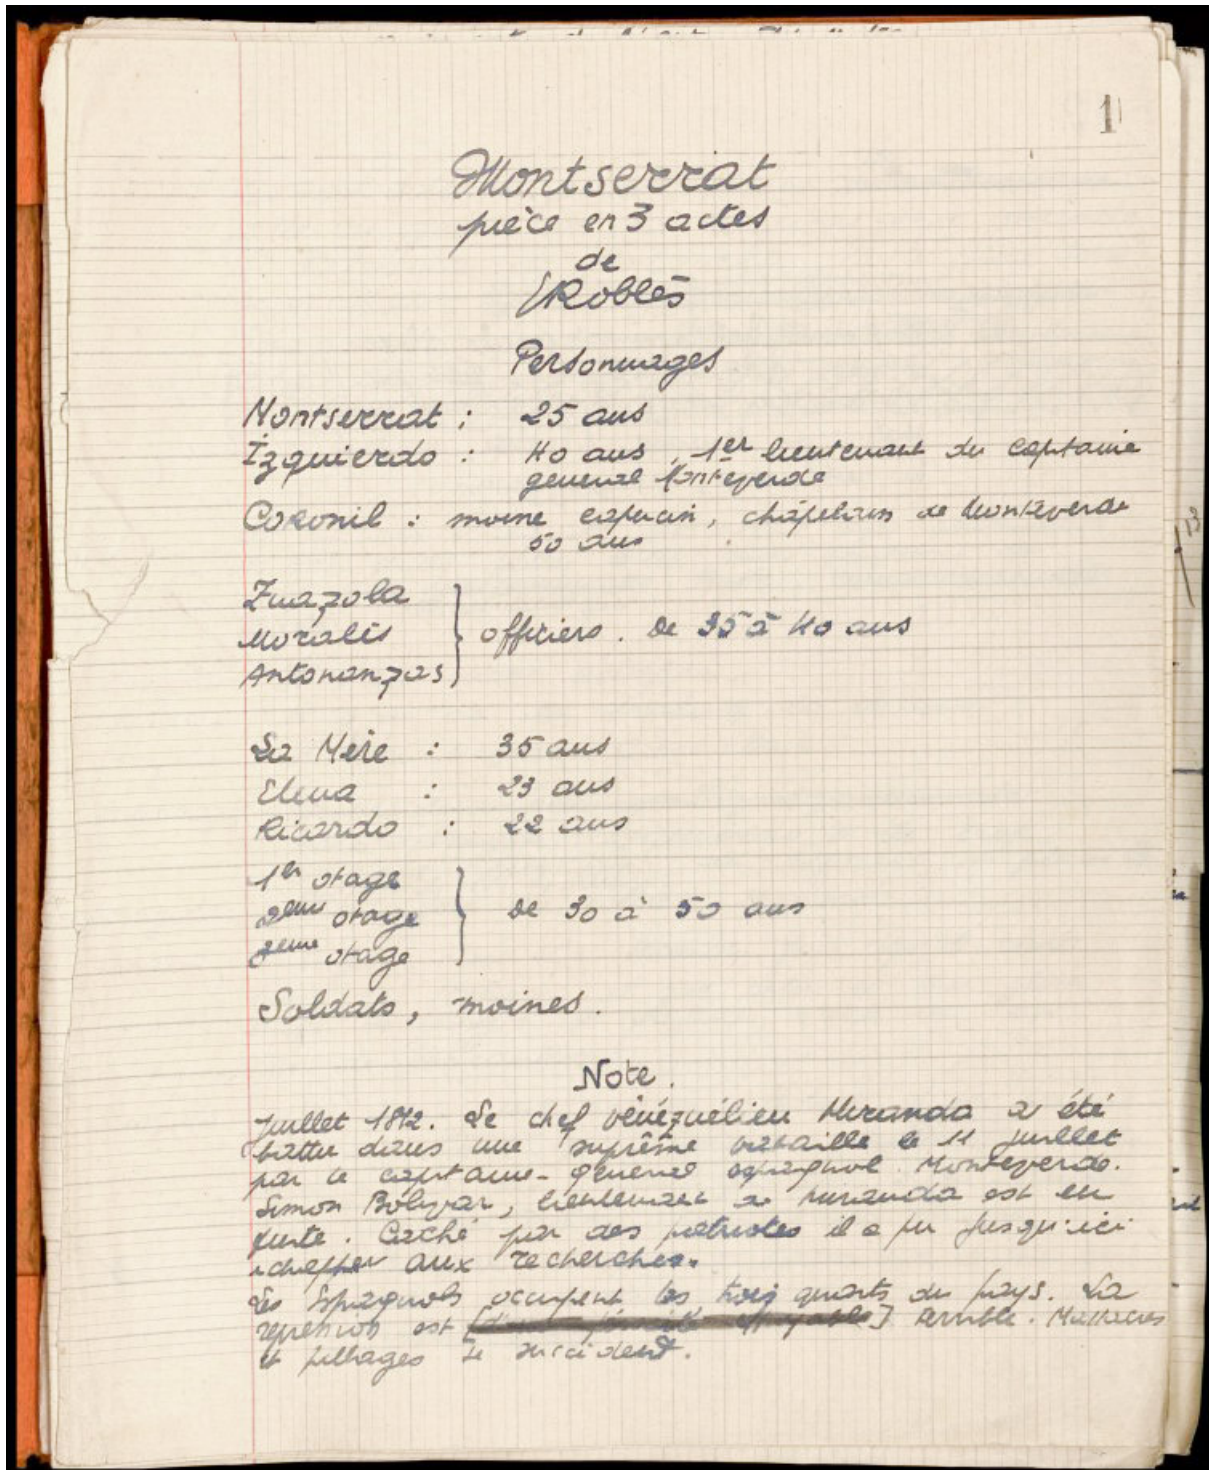 1
Montserrat
pièce en 3 actes
de
E Roblès
Personnages
Montserrat : 25 ans
Izquierdo : 40 ans, 1er lieutenant du capitaine
général Monteverde
Coronil : moine capucin, chapelain de Monteverde
50 ans
Zuazola
Moralès
Antonanzas
officiers. De 35 à 40 ans
La Mère : 35 ans
Elena : 23 ans
Ricardo : 22 ans
1er otage
2ème otage
3ème otage
de 30 à 50 ans
Soldats, moines.
Note.
Juillet 1812. Le chef vénézuélien Miranda a été
battu dans une suprême bataille le 11 juillet
par le capitaine-général espagnol Monteverde.
Simon Bólivar, lieutenant de Miranda est en
fuite. Caché par des patriotes il a pu jusqu'ici
échapper aux recherches.
Les Espagnols occupent les trois quarts du pays. La
répression est [d'une effroyable] terrible. Massacres
et pillages se succèdent.